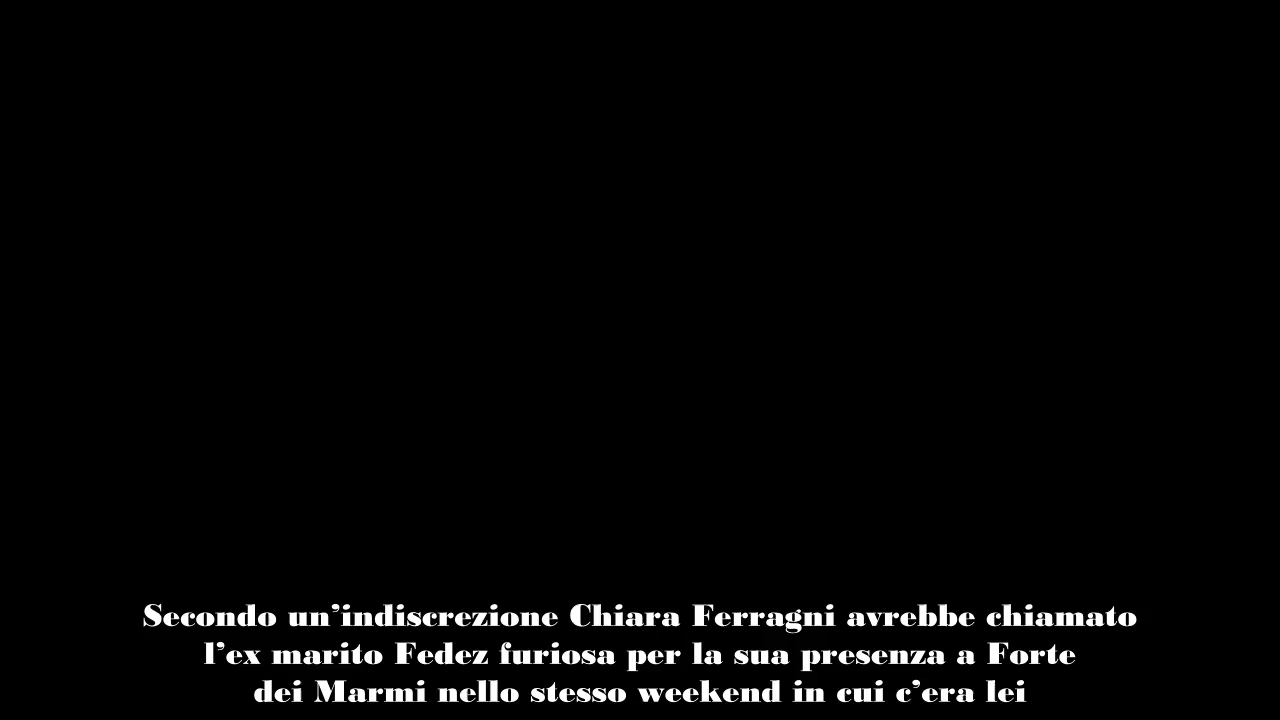 Secondo un’indiscrezione Chiara Ferragni avrebbe chiamato
l’ex marito Fedez furiosa per la sua presenza a Forte
dei Marmi nello stesso weekend in cui c’era lei